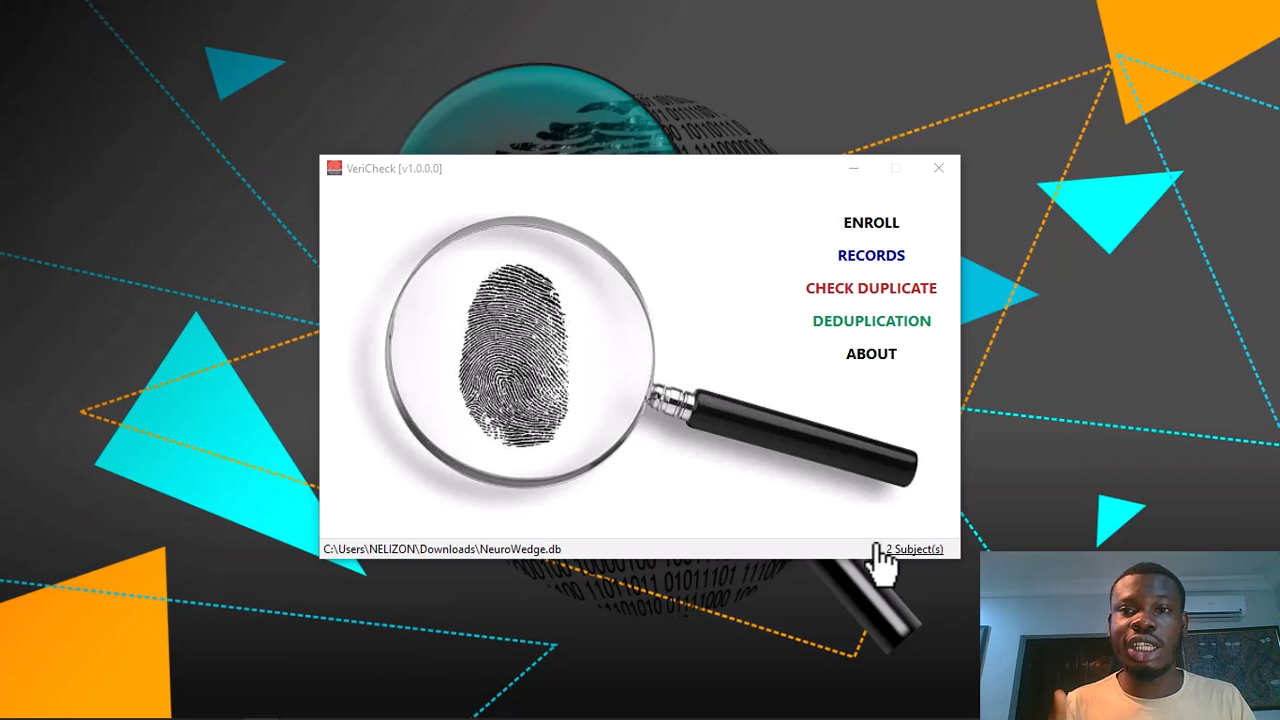 VeriCheck [v1.0.0.0]
ENROLL
RECORDS
CHECK DUPLICATE
DEDUPLICATION
ABOUT
C:\Users\NELIZON\Downloads\NeuroWedge.db
2 Subject(s)